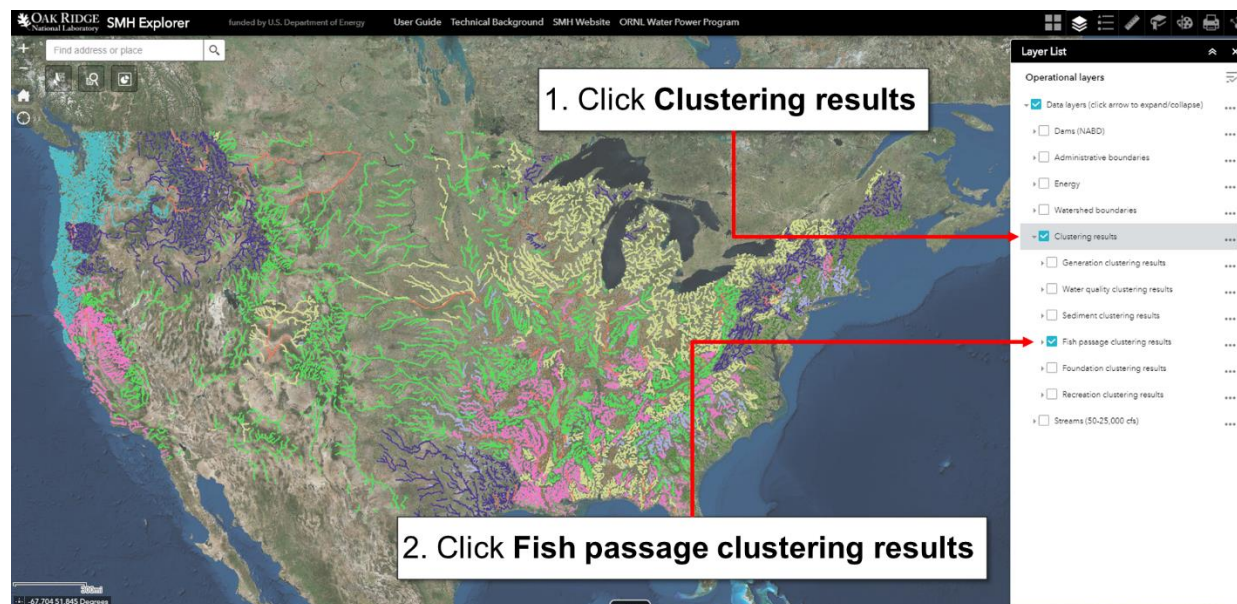 OAK RIDGE
National Laboratory
SMH Explorer
funded by U.S. Department of Energy
User Guide Technical Background SMH Website ORNL Water Power Program
Find address or place
Layer List
Operational layers
Data layers (click arrow to expand/collapse)
Dams (NABD)
Administrative boundaries
Energy
Watershed boundaries
Clustering results
Generation clustering results
Water quality clustering results
Sediment clustering results
Fish passage clustering results
Foundation clustering results
Recreation clustering results
Streams (50-25,000 cfs)
1. Click Clustering results
2. Click Fish passage clustering results
300mi
-67.704 51.845 Degrees